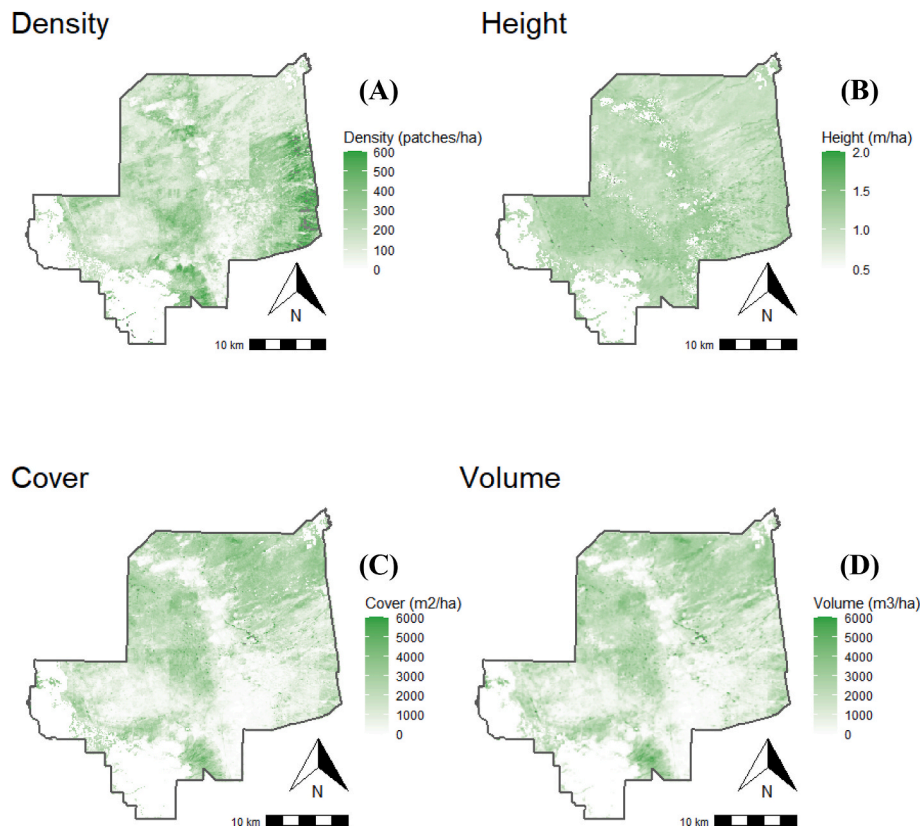 Density
(A)
Density (patches/ha)
600
500
400
300
200
100
0
N
10 km
Height
(B)
Height (m/ha)
2.0
1.5
1.0
0.5
N
10 km
Cover
(C)
Cover (m2/ha)
6000
5000
4000
3000
2000
1000
0
N
10 km
Volume
(D)
Volume (m3/ha)
6000
5000
4000
3000
2000
1000
0
N
10 km